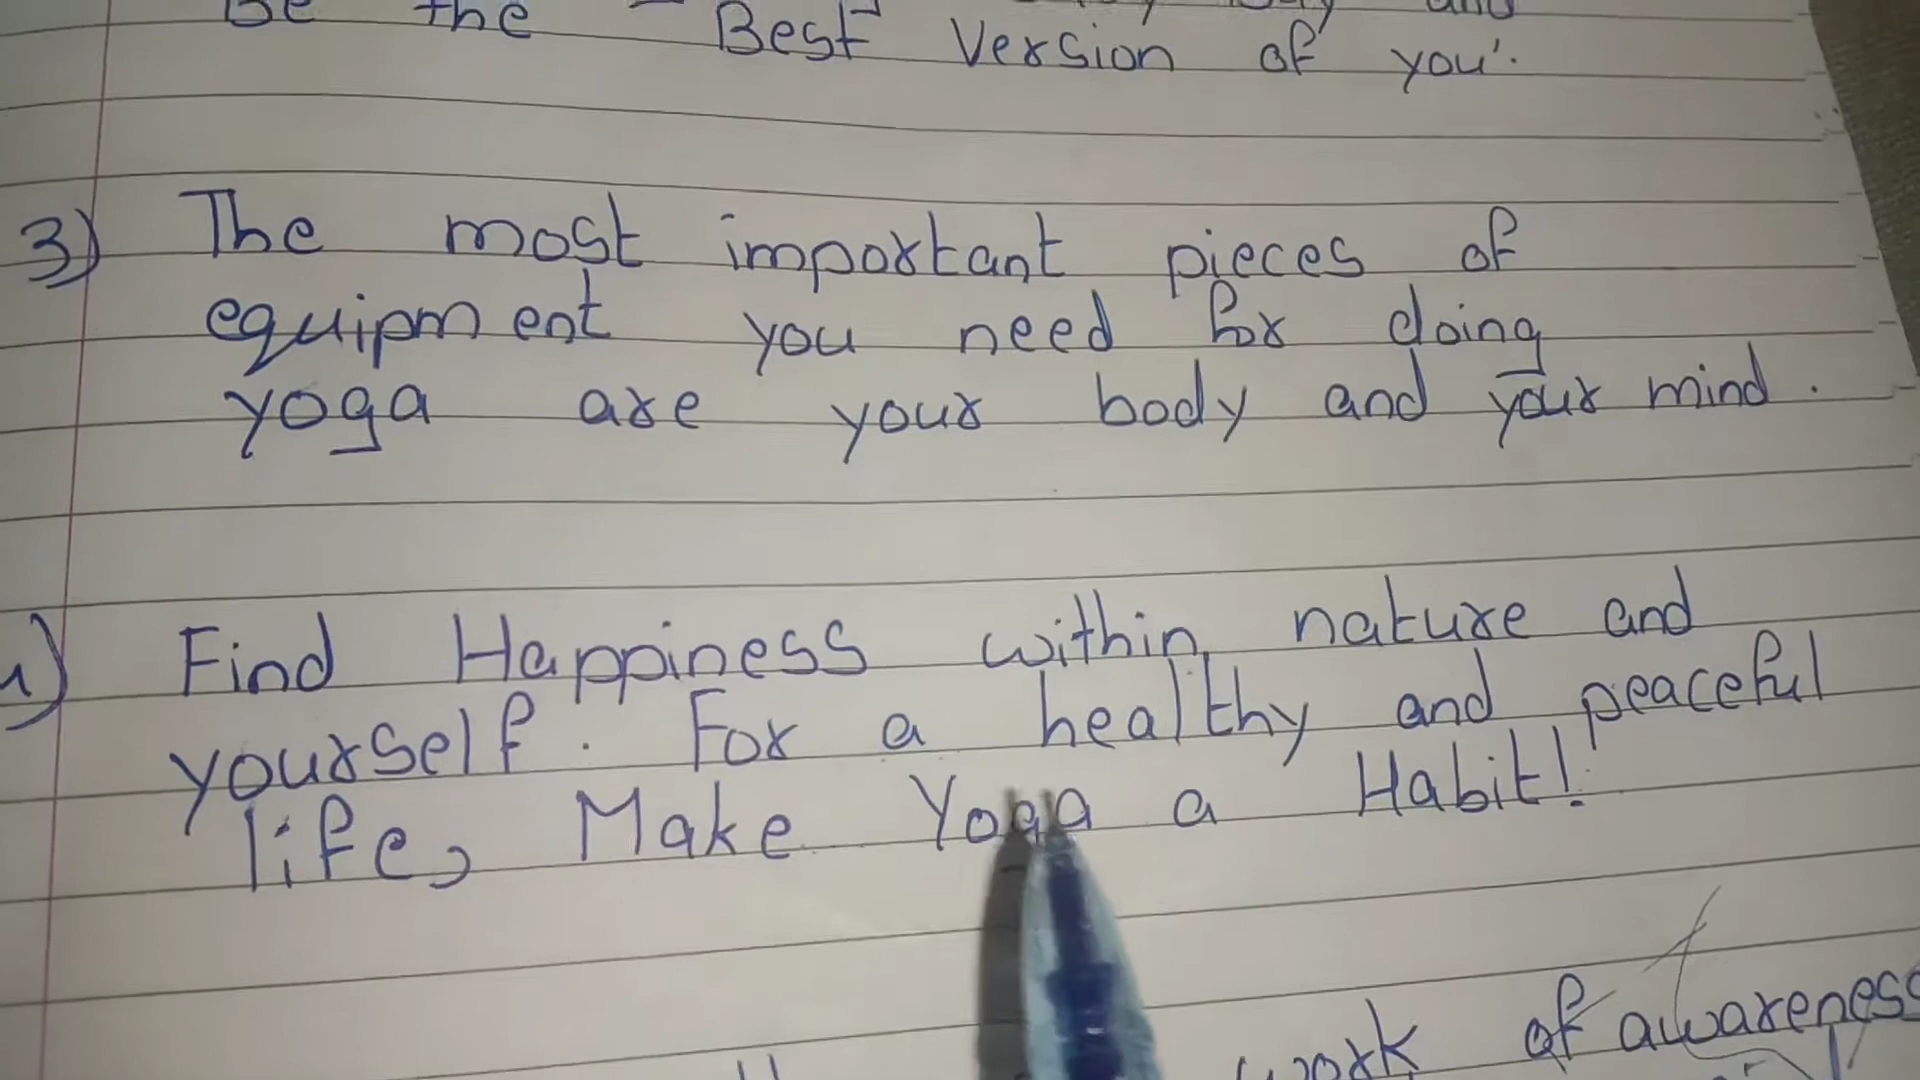 Be the Best Version of you'.
3) The most important pieces of
equipment you need for doing
yoga are your body and your mind.
4) Find Happiness within nature and
yourself. For a healthy and peaceful
life, Make Yoga a Habit!
work of awareness